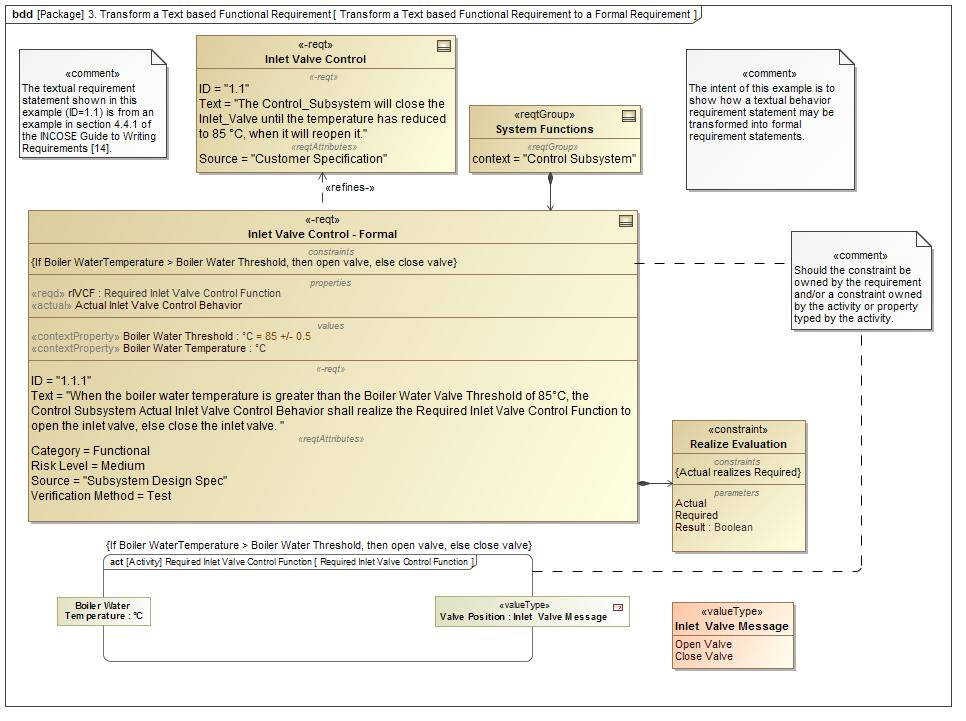 bdd [Package] 3. Transform a Text based Functional Requirement [ Transform a Text based Functional Requirement to a Formal Requirement ]
«comment»
The textual requirement
statement shown in this
example (ID=1.1) is from an
example in section 4.4.1 of
the INCOSE Guide to Writing
Requirements [14].
«-reqt»
Inlet Valve Control
«-reqt»
ID = "1.1"
Text = "The Control_Subsystem will close the
Inlet_Valve until the temperature has reduced
to 85 °C, when it will reopen it."
«reqtAttributes»
Source = "Customer Specification"
«reqtGroup»
System Functions
«reqtGroup»
context = "Control Subsystem"
«comment»
The intent of this example is to
show how a textual behavior
requirement statement may be
transformed into formal
requirement statements.
«refines-»
«-reqt»
Inlet Valve Control - Formal
constraints
{If Boiler WaterTemperature > Boiler Water Threshold, then open valve, else close valve}
properties
«reqd» rIVCF : Required Inlet Valve Control Function
«actual» Actual Inlet Valve Control Behavior
values
«contextProperty» Boiler Water Threshold : °C = 85 +/- 0.5
«contextProperty» Boiler Water Temperature : °C
«-reqt»
ID = "1.1.1"
Text = "When the boiler water temperature is greater than the Boiler Water Valve Threshold of 85°C, the
Control Subsystem Actual Inlet Valve Control Behavior shall realize the Required Inlet Valve Control Function to
open the inlet valve, else close the inlet valve. "
«reqtAttributes»
Category = Functional
Risk Level = Medium
Source = "Subsystem Design Spec"
Verification Method = Test
«comment»
Should the constraint be
owned by the requirement
and/or a constraint owned
by the activity or property
typed by the activity.
«constraint»
Realize Evaluation
constraints
{Actual realizes Required}
parameters
Actual
Required
Result : Boolean
{If Boiler WaterTemperature > Boiler Water Threshold, then open valve, else close valve}
act [Activity] Required Inlet Valve Control Function [ Required Inlet Valve Control Function ]
Boiler Water
Temperature : °C
«valueType»
Valve Position : Inlet Valve Message
«valueType»
Inlet Valve Message
Open Valve
Close Valve